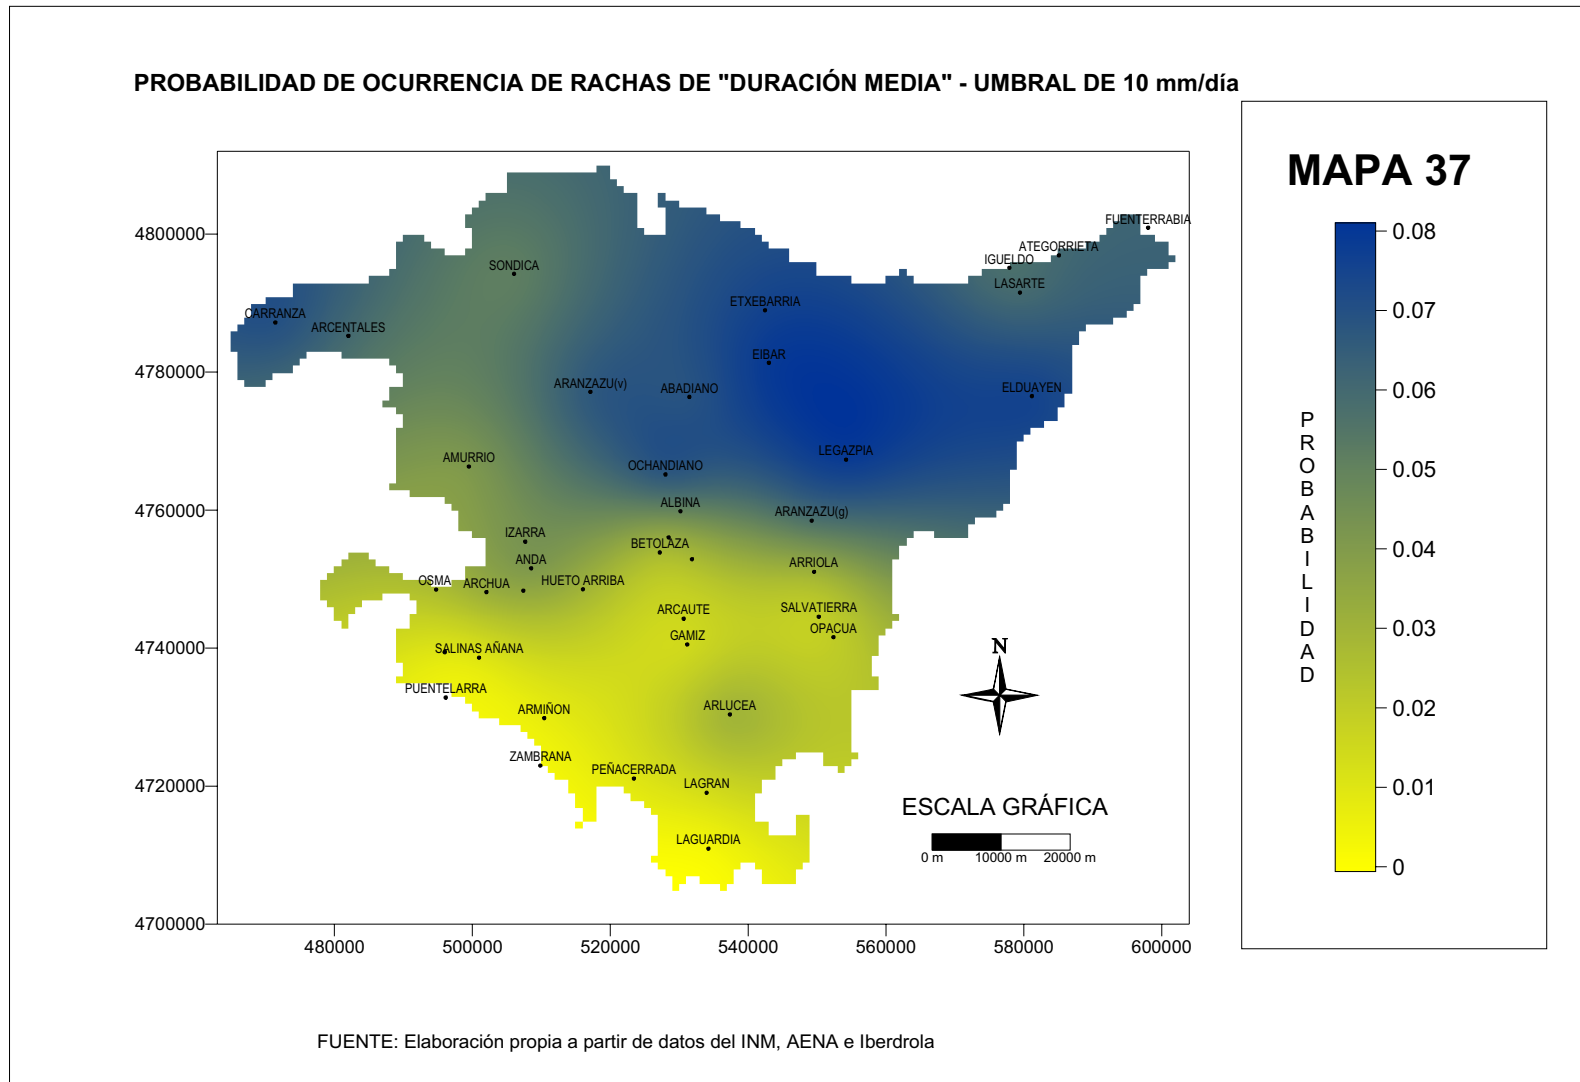 PROBABILIDAD DE OCURRENCIA DE RACHAS DE "DURACIÓN MEDIA" - UMBRAL DE 10 mm/día
MAPA 37
4800000
4780000
4760000
4740000
4720000
4700000
480000
500000
520000
540000
560000
580000
600000
FUENTERRABIA
ATEGORRIETA
IGUELDO
LASARTE
SONDICA
ETXEBARRIA
CARRANZA
ARCENTALES
EIBAR
ARANZAZU(v)
ABADIANO
ELDUAYEN
AMURRIO
OCHANDIANO
LEGAZPIA
ALBINA
ARANZAZU(g)
IZARRA
BETOLAZA
ANDA
ARRIOLA
OSMA
ARCHUA
HUETO ARRIBA
ARCAUTE
SALVATIERRA
GAMIZ
OPACUA
SALINAS AÑANA
PUENTELARRA
ARMIÑON
ARLUCEA
ZAMBRANA
PEÑACERRADA
LAGRAN
LAGUARDIA
N
ESCALA GRÁFICA
0 m
10000 m
20000 m
PROBABILIDAD
0.08
0.07
0.06
0.05
0.04
0.03
0.02
0.01
0
FUENTE: Elaboración propia a partir de datos del INM, AENA e Iberdrola